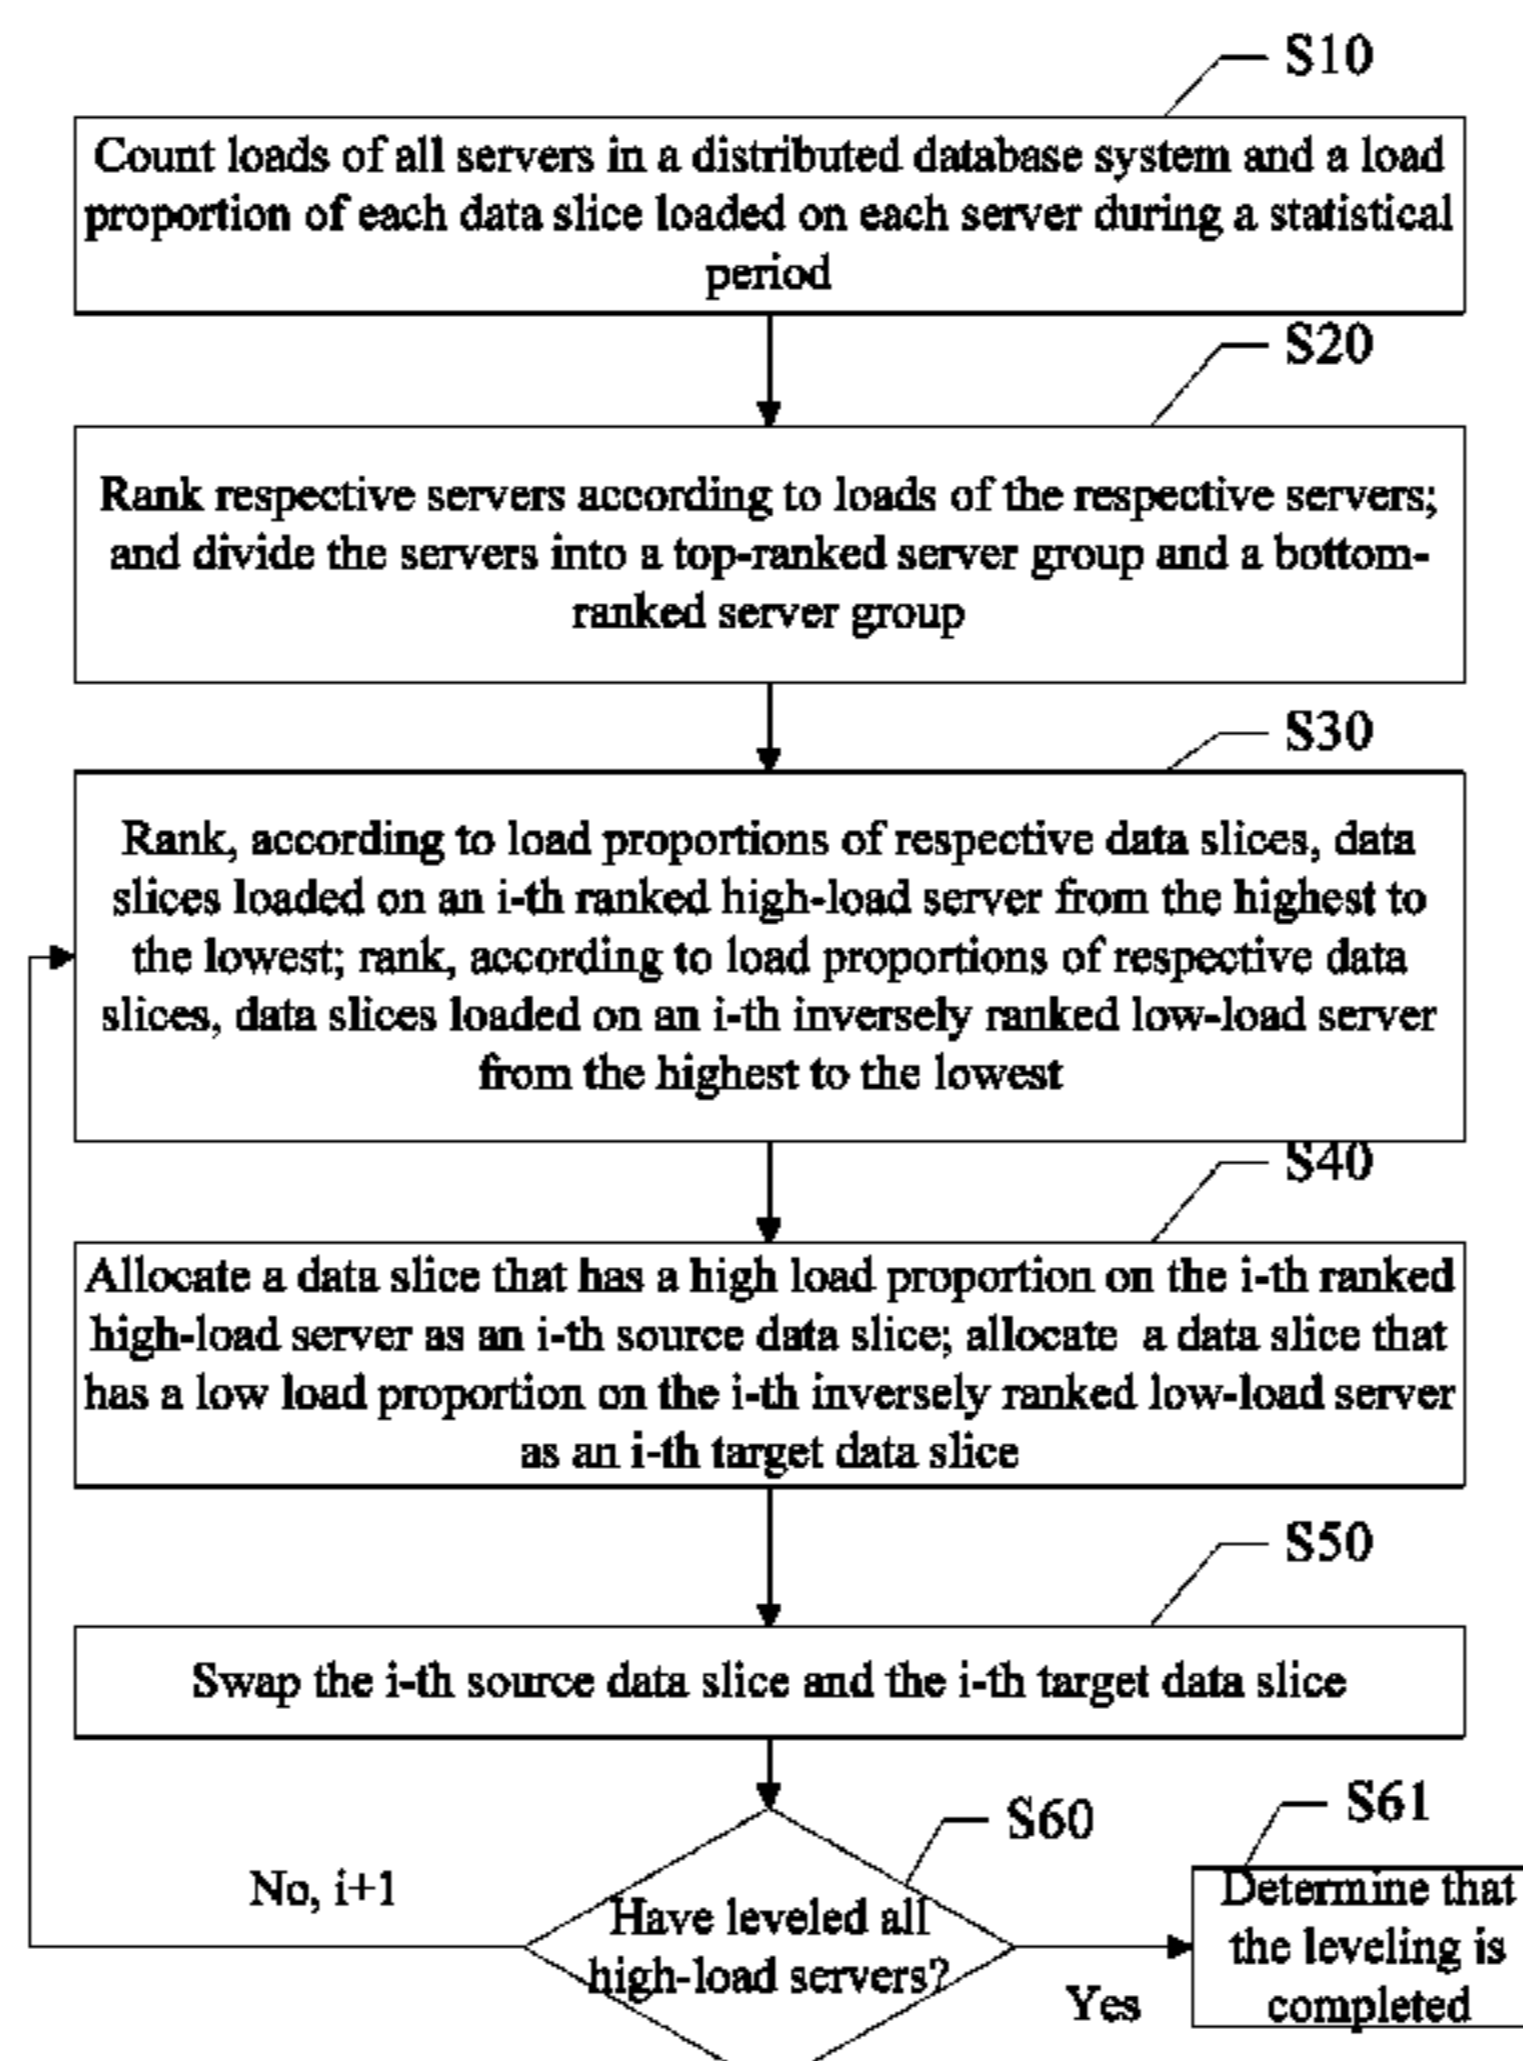 S10
Count loads of all servers in a distributed database system and a load
proportion of each data slice loaded on each server during a statistical
period
S20
Rank respective servers according to loads of the respective servers;
and divide the servers into a top-ranked server group and a bottom-
ranked server group
S30
Rank, according to load proportions of respective data slices, data
slices loaded on an i-th ranked high-load server from the highest to
the lowest; rank, according to load proportions of respective data
slices, data slices loaded on an i-th inversely ranked low-load server
from the highest to the lowest
S40
Allocate a data slice that has a high load proportion on the i-th ranked
high-load server as an i-th source data slice; allocate a data slice that
has a low load proportion on the i-th inversely ranked low-load server
as an i-th target data slice
S50
Swap the i-th source data slice and the i-th target data slice
S60
Have leveled all
high-load servers?
No, i+1
Yes
S61
Determine that
the leveling is
completed